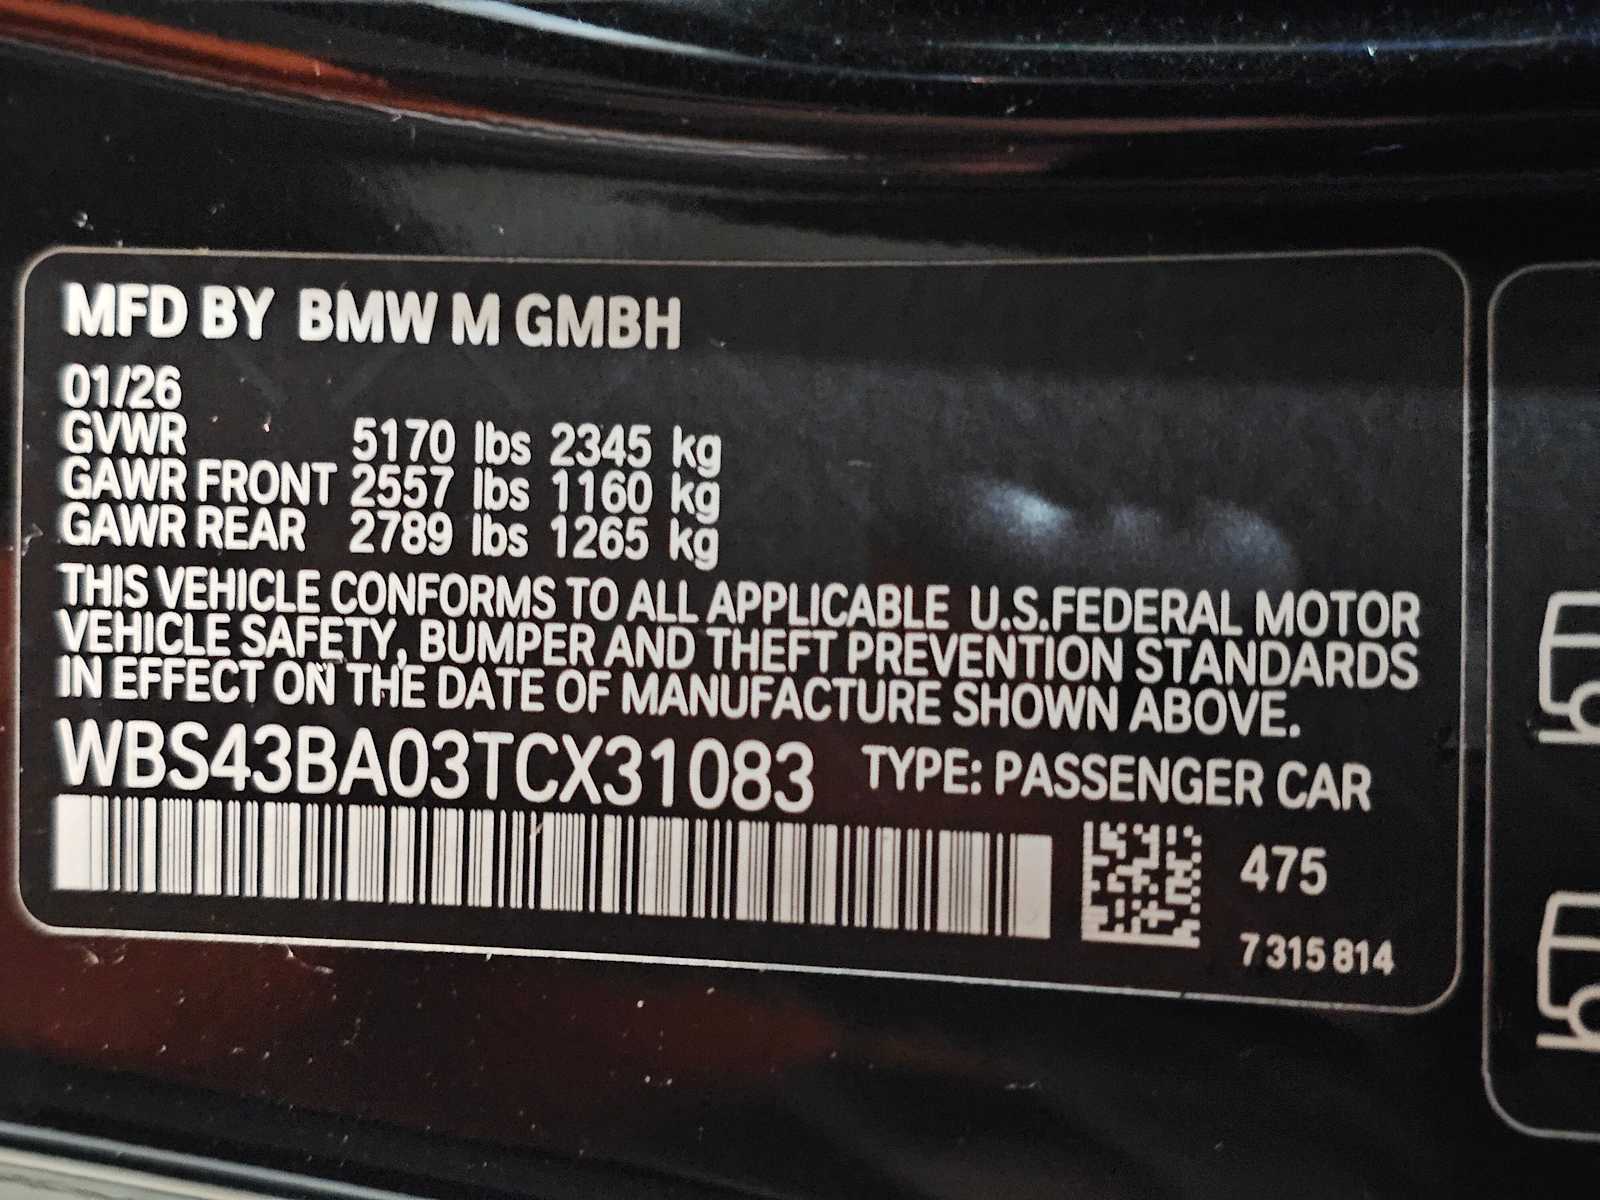 MFD BY BMW M GMBH
01/26
GVWR 5170 lbs 2345 kg
GAWR FRONT 2557 lbs 1160 kg
GAWR REAR 2789 lbs 1265 kg
THIS VEHICLE CONFORMS TO ALL APPLICABLE U.S.FEDERAL MOTOR
VEHICLE SAFETY, BUMPER AND THEFT PREVENTION STANDARDS
IN EFFECT ON THE DATE OF MANUFACTURE SHOWN ABOVE.
WBS43BA03TCX31083 TYPE: PASSENGER CAR
475
7 315 814